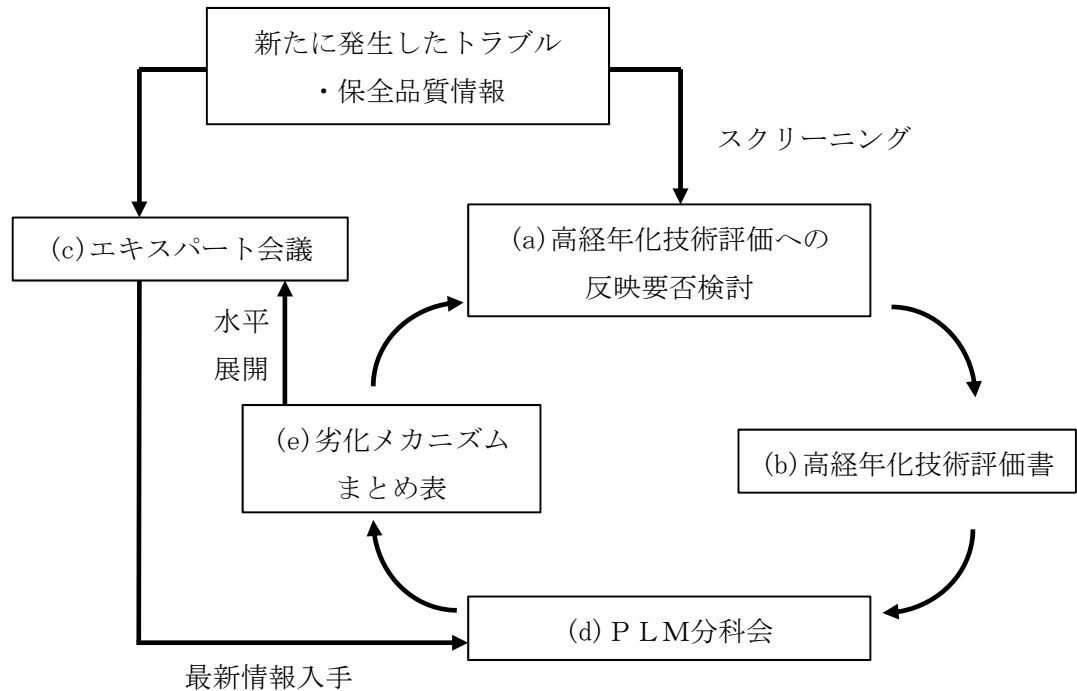 新たに発生したトラブル
・保全品質情報
スクリーニング
(c)エキスパート会議
(a)高経年化技術評価への
反映要否検討
水平
展開
(e)劣化メカニズム
まとめ表
(b)高経年化技術評価書
(d)ＰＬＭ分科会
最新情報入手